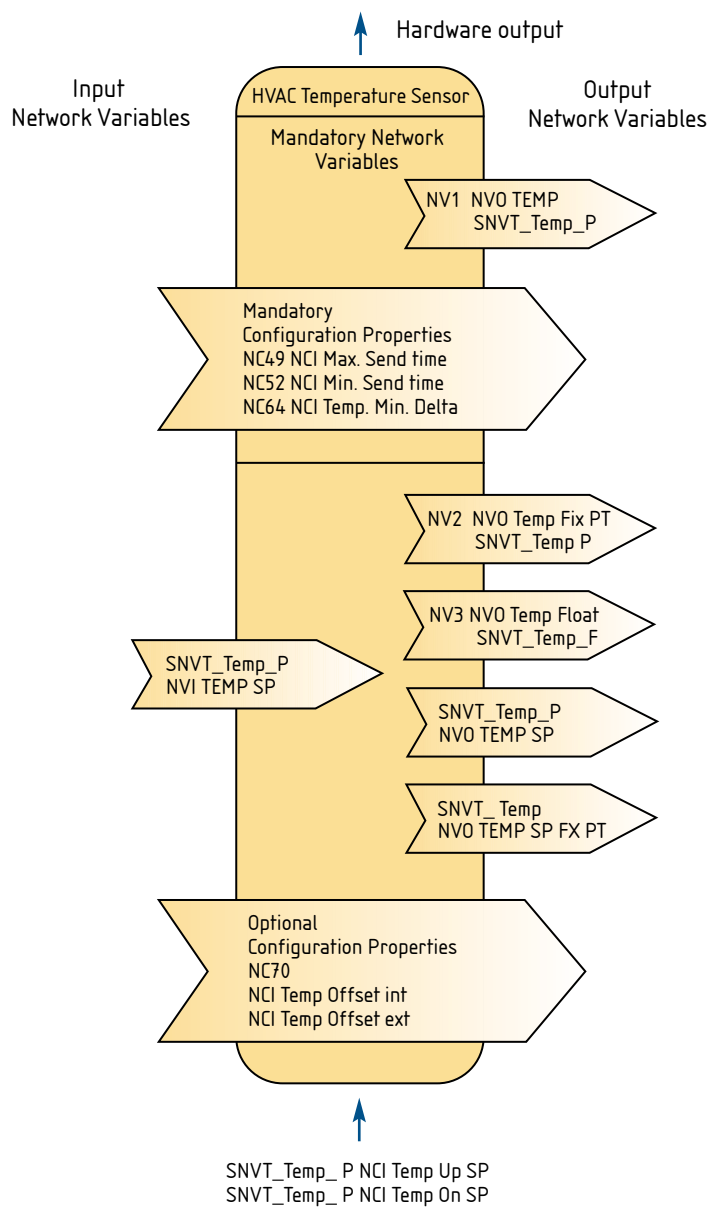 Hardware output
Input
Network Variables
HVAC Temperature Sensor
Output
Network Variables
Mandatory Network
Variables
NV1 NVO TEMP
SNVT_Temp_P
Mandatory
Configuration Properties
NC49 NCI Max. Send time
NC52 NCI Min. Send time
NC64 NCI Temp. Min. Delta
NV2 NVO Temp Fix PT
SNVT_Temp P
NV3 NVO Temp Float
SNVT_Temp_F
SNVT_Temp_P
NVI TEMP SP
SNVT_Temp_P
NVO TEMP SP
SNVT_ Temp
NVO TEMP SP FX PT
Optional
Configuration Properties
NC70
NCI Temp Offset int
NCI Temp Offset ext
SNVT_Temp_ P NCI Temp Up SP
SNVT_Temp_ P NCI Temp On SP